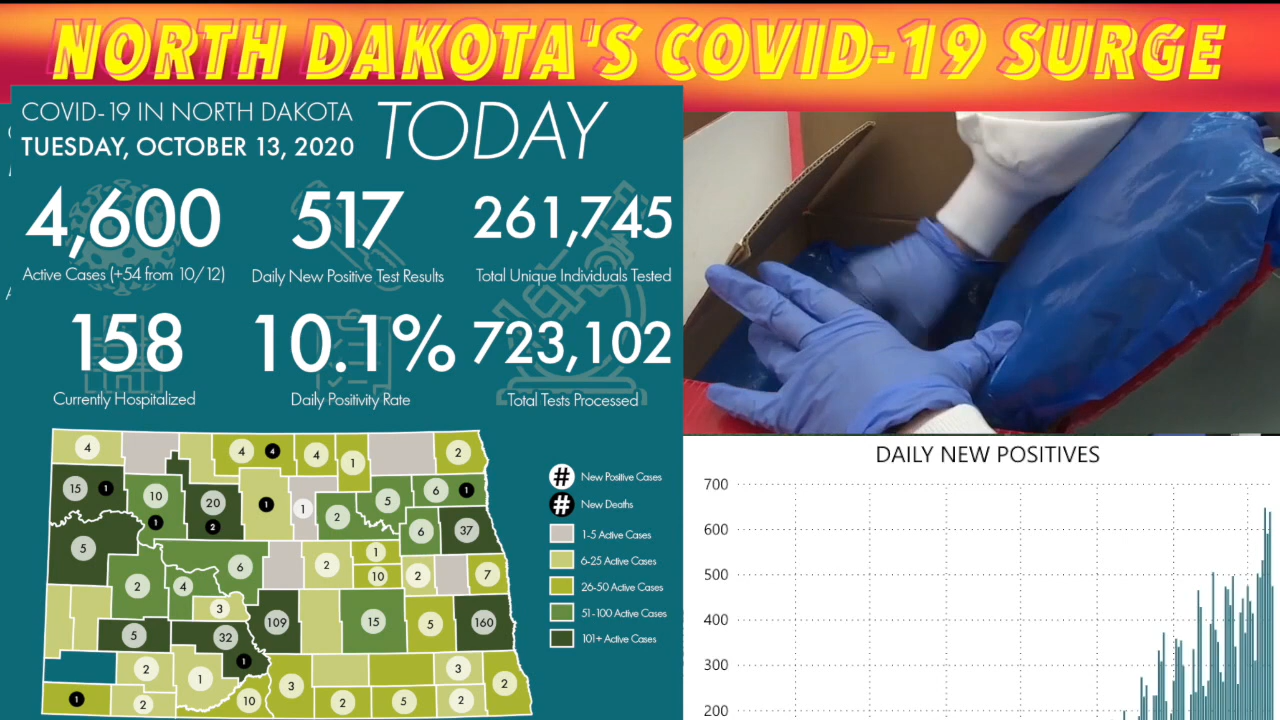 NORTH DAKOTA'S COVID-19 SURGE
COVID-19 IN NORTH DAKOTA
TUESDAY, OCTOBER 13, 2020
TODAY
4,600
Active Cases (+54 from 10/12)
517
Daily New Positive Test Results
261,745
Total Unique Individuals Tested
158
Currently Hospitalized
10.1%
Daily Positivity Rate
723,102
Total Tests Processed
4 4 4 4 1 2
15 1 10 20 1 1 5 6 1
1 2 2
5 6 37
6 2 1
2 4 10 2 7
3
5 32 109 15 5 160
1
2 1 3 3 2
1 2 10 2 5 2
# New Positive Cases
# New Deaths
1-5 Active Cases
6-25 Active Cases
26-50 Active Cases
51-100 Active Cases
101+ Active Cases
DAILY NEW POSITIVES
700
600
500
400
300
200